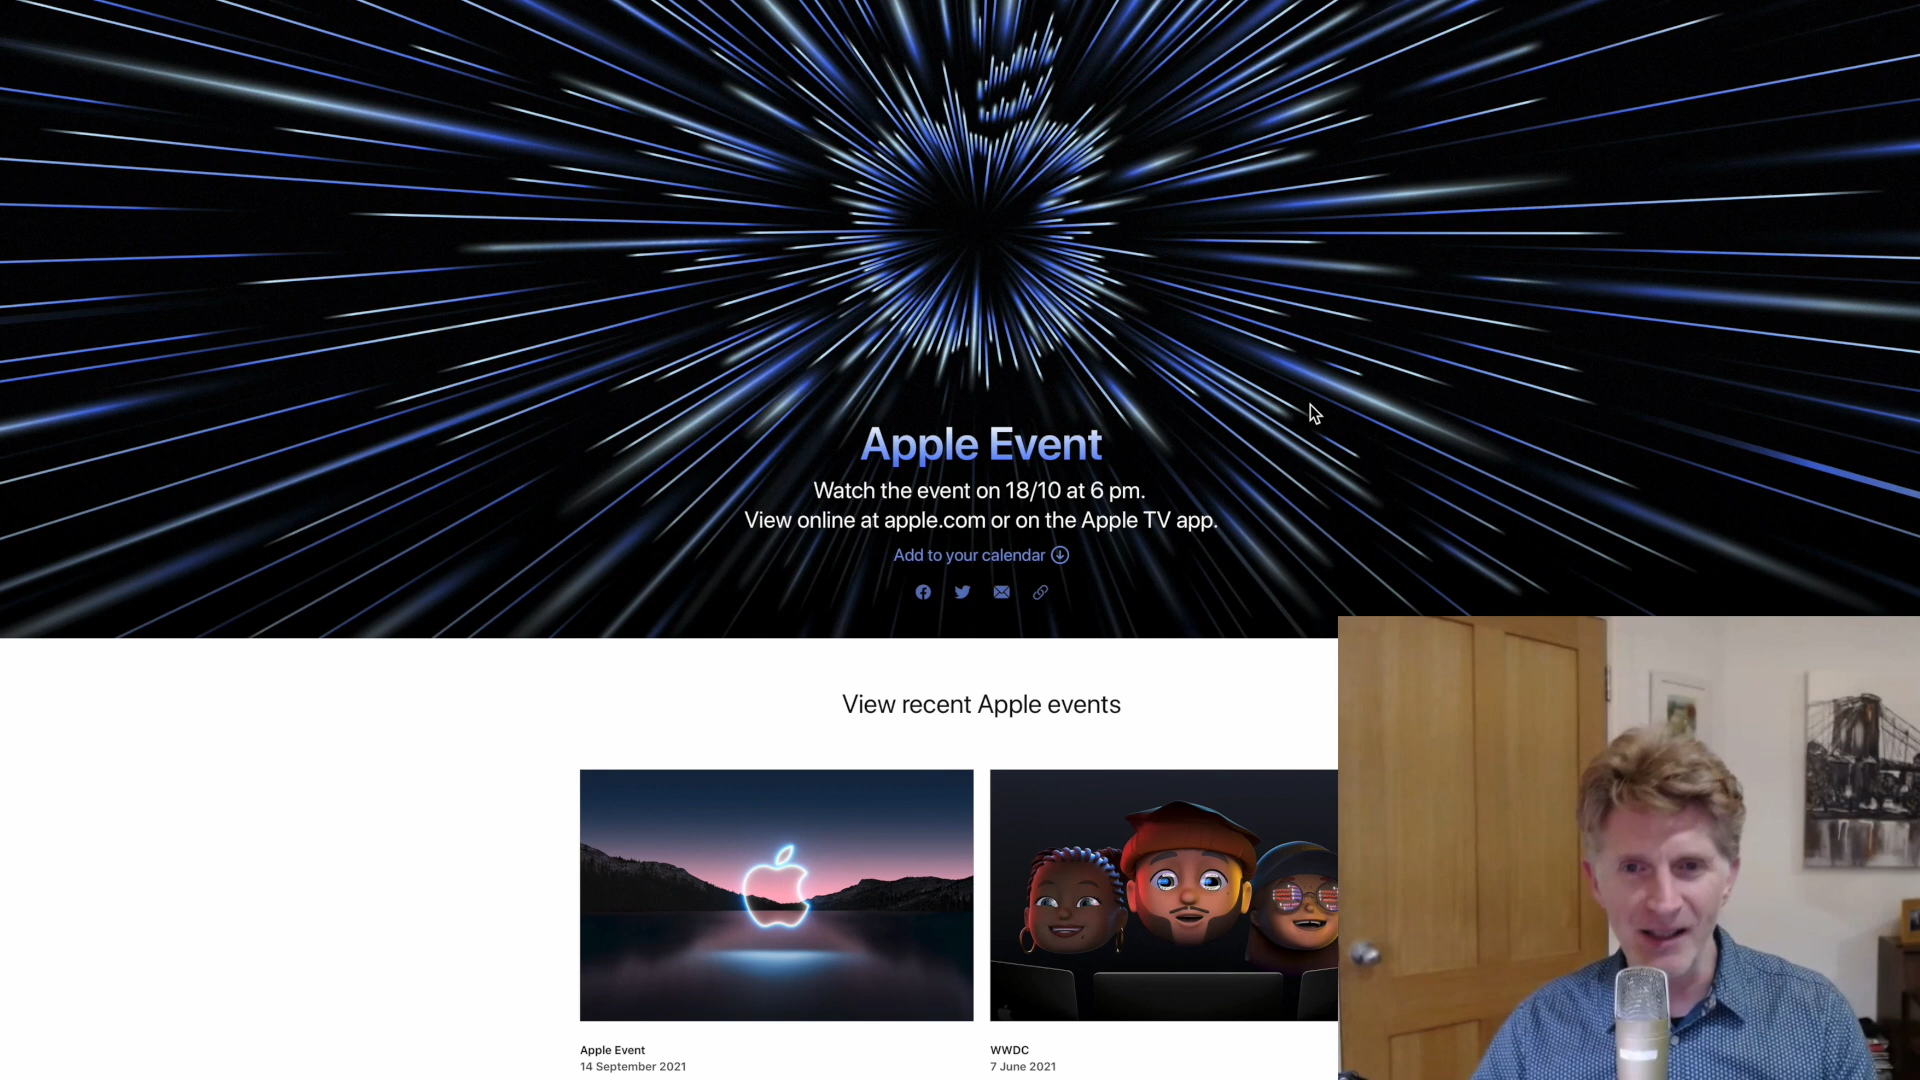 Apple Event
Watch the event on 18/10 at 6 pm.
View online at apple.com or on the Apple TV app.
Add to your calendar
View recent Apple events
Apple Event
14 September 2021
WWDC
7 June 2021